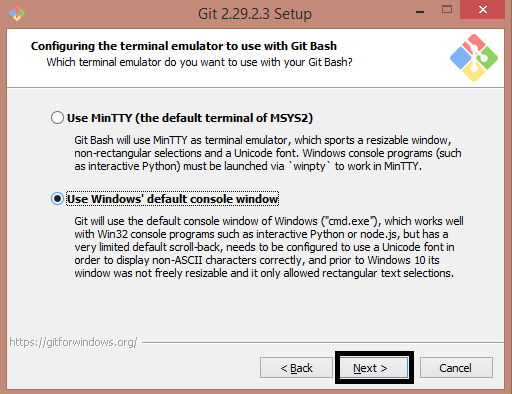 Git 2.29.2.3 Setup
Configuring the terminal emulator to use with Git Bash
Which terminal emulator do you want to use with your Git Bash?
Use MinTTY (the default terminal of MSYS2)
Git Bash will use MinTTY as terminal emulator, which sports a resizable window,
non-rectangular selections and a Unicode font. Windows console programs (such
as interactive Python) must be launched via `winpty` to work in MinTTY.
Use Windows' default console window
Git will use the default console window of Windows ("cmd.exe"), which works well
with Win32 console programs such as interactive Python or node.js, but has a
very limited default scroll-back, needs to be configured to use a Unicode font in
order to display non-ASCII characters correctly, and prior to Windows 10 its
window was not freely resizable and it only allowed rectangular text selections.
https://gitforwindows.org/
< Back
Next >
Cancel